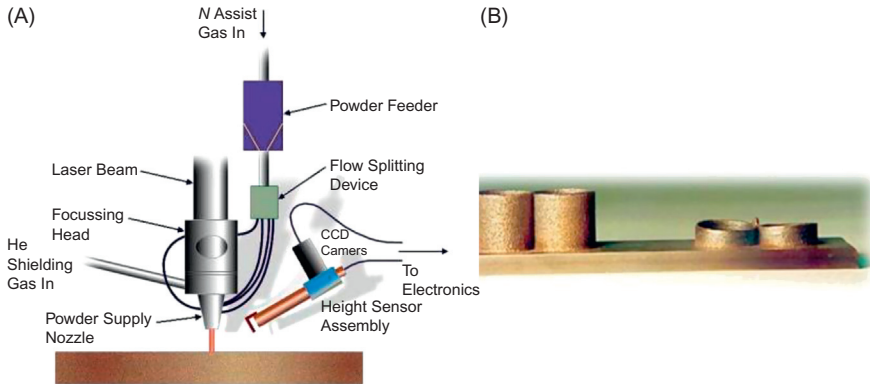 (A)
N Assist
Gas In
Powder Feeder
Flow Splitting
Device
Laser Beam
Focussing
Head
He
Shielding
Gas In
CCD
Camers
To
Electronics
Height Sensor
Assembly
Powder Supply
Nozzle
(B)